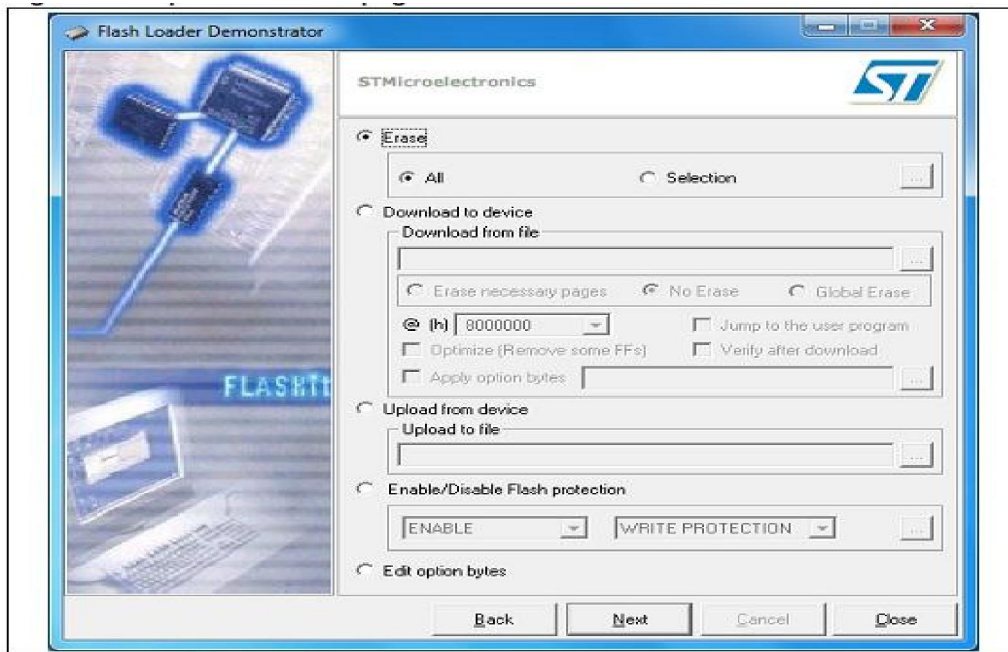 Flash Loader Demonstrator
STMicroelectronics
ST
Erase
All
Selection
...
Download to device
Download from file
...
Erase necessary pages
No Erase
Global Erase
@ (h) 8000000
Jump to the user program
Optimize (Remove some FFs)
Verify after download
Apply option bytes
...
FLASHIt
Upload from device
Upload to file
...
Enable/Disable Flash protection
ENABLE
WRITE PROTECTION
...
Edit option bytes
Back
Next
Cancel
Close